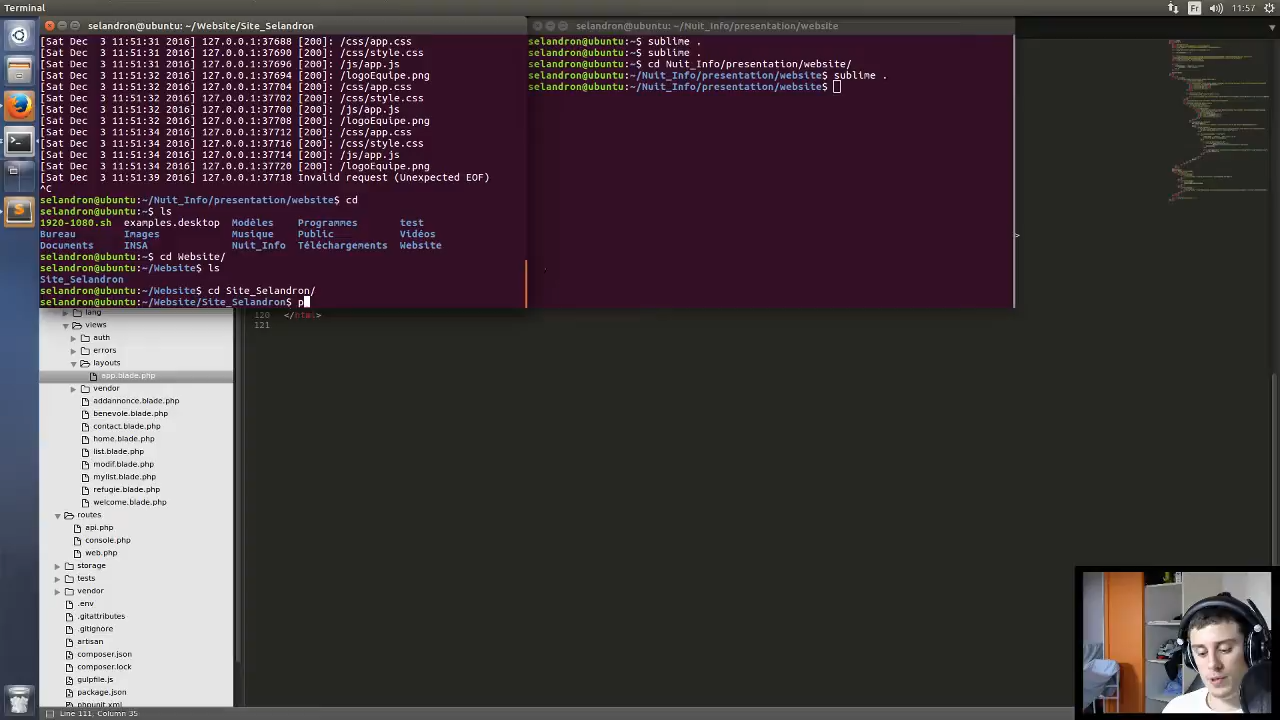 Terminal
Fr
11:57
selandron@ubuntu: ~/Website/Site_Selandron
[Sat Dec  3 11:51:31 2016] 127.0.0.1:37688 [200]: /css/app.css
[Sat Dec  3 11:51:31 2016] 127.0.0.1:37690 [200]: /css/style.css
[Sat Dec  3 11:51:31 2016] 127.0.0.1:37696 [200]: /js/app.js
[Sat Dec  3 11:51:32 2016] 127.0.0.1:37694 [200]: /logoEquipe.png
[Sat Dec  3 11:51:32 2016] 127.0.0.1:37704 [200]: /css/app.css
[Sat Dec  3 11:51:32 2016] 127.0.0.1:37702 [200]: /css/style.css
[Sat Dec  3 11:51:32 2016] 127.0.0.1:37700 [200]: /js/app.js
[Sat Dec  3 11:51:32 2016] 127.0.0.1:37708 [200]: /logoEquipe.png
[Sat Dec  3 11:51:34 2016] 127.0.0.1:37712 [200]: /css/app.css
[Sat Dec  3 11:51:34 2016] 127.0.0.1:37716 [200]: /css/style.css
[Sat Dec  3 11:51:34 2016] 127.0.0.1:37714 [200]: /js/app.js
[Sat Dec  3 11:51:34 2016] 127.0.0.1:37720 [200]: /logoEquipe.png
[Sat Dec  3 11:51:39 2016] 127.0.0.1:37718 Invalid request (Unexpected EOF)
^C
selandron@ubuntu:~/Nuit_Info/presentation/website$ cd
selandron@ubuntu:~$ ls
1920-1080.sh examples.desktop Modèles Programmes test
Bureau Images Musique Public Vidéos
Documents INSA Nuit_Info Téléchargements Website
selandron@ubuntu:~$ cd Website/
selandron@ubuntu:~/Website$ ls
Site_Selandron
selandron@ubuntu:~/Website$ cd Site_Selandron/
selandron@ubuntu:~/Website/Site_Selandron$ p
selandron@ubuntu: ~/Nuit_Info/presentation/website
selandron@ubuntu:~$ sublime .
selandron@ubuntu:~$ sublime .
selandron@ubuntu:~$ cd Nuit_Info/presentation/website/
selandron@ubuntu:~/Nuit_Info/presentation/website$ sublime .
selandron@ubuntu:~/Nuit_Info/presentation/website$
>
120 </html>
121
lang
views
auth
errors
layouts
app.blade.php
vendor
addannonce.blade.php
benevole.blade.php
contact.blade.php
home.blade.php
list.blade.php
modif.blade.php
mylist.blade.php
refugie.blade.php
welcome.blade.php
routes
api.php
console.php
web.php
storage
tests
vendor
.env
.gitattributes
.gitignore
artisan
composer.json
composer.lock
gulpfile.js
package.json
phpunit.xml
Line 111, Column 35